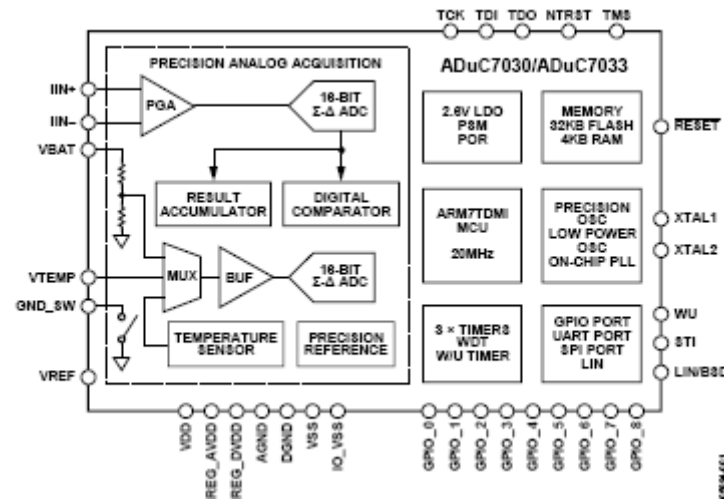 TCK TDI TDO NTRST TMS
PRECISION ANALOG ACQUISITION
ADuC7030/ADuC7033
IIN+
IIN–
VBAT
VTEMP
GND_SW
VREF
PGA
16-BIT
Σ-Δ ADC
RESULT
ACCUMULATOR
DIGITAL
COMPARATOR
MUX
BUF
16-BIT
Σ-Δ ADC
TEMPERATURE
SENSOR
PRECISION
REFERENCE
2.6V LDO
PSM
POR
MEMORY
32KB FLASH
4KB RAM
ARM7TDMI
MCU
20MHz
PRECISION
OSC
LOW POWER
OSC
ON-CHIP PLL
5 × TIMERS
WDT
W/U TIMER
GPIO PORT
UART PORT
SPI PORT
LIN
RESET
XTAL1
XTAL2
WU
STI
LIN/BSD
VDD
REG_AVDD
REG_DVDD
AGND
DGND
VSS
IO_VSS
GPIO_0
GPIO_1
GPIO_2
GPIO_3
GPIO_4
GPIO_5
GPIO_6
GPIO_7
GPIO_8